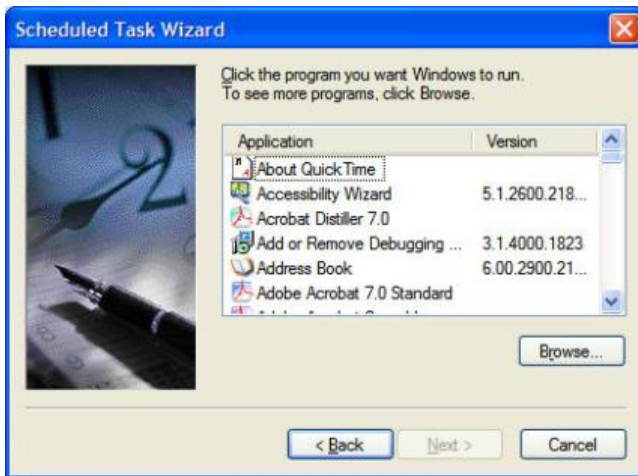 Scheduled Task Wizard
Click the program you want Windows to run.
To see more programs, click Browse.
Application Version
About QuickTime
Accessibility Wizard 5.1.2600.218...
Acrobat Distiller 7.0
Add or Remove Debugging ... 3.1.4000.1823
Address Book 6.00.2900.21...
Adobe Acrobat 7.0 Standard
Browse...
< Back Next > Cancel